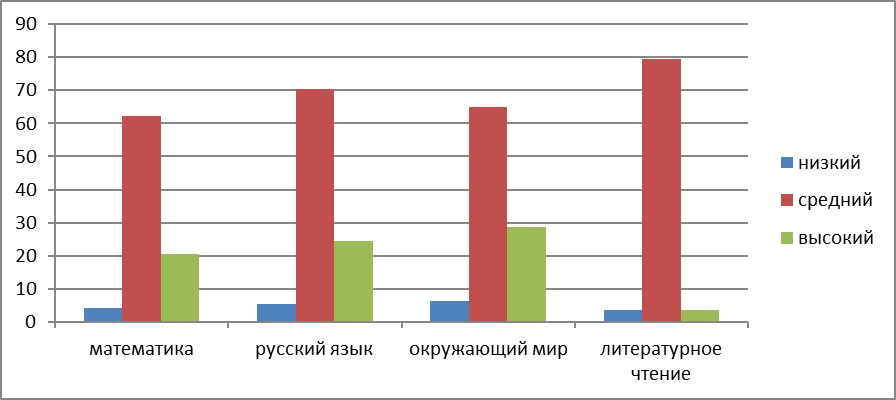 90
80
70
60
50
40
30
20
10
0
математика
русский язык
окружающий мир
литературное
чтение
низкий
средний
высокий